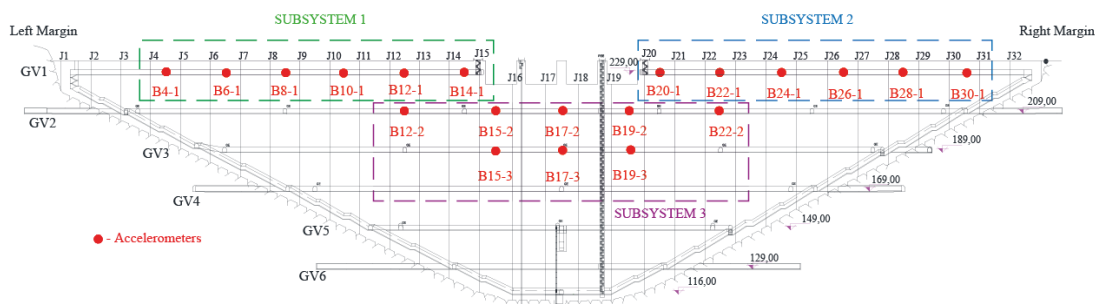 SUBSYSTEM 1
SUBSYSTEM 2
Left Margin
Right Margin
J1 J2 J3 J4 J5 J6 J7 J8 J9 J10 J11 J12 J13 J14 J15 J16 J17 J18 J19 J20 J21 J22 J23 J24 J25 J26 J27 J28 J29 J30 J31 J32
GV1
229,00
B4-1 B6-1 B8-1 B10-1 B12-1 B14-1 B20-1 B22-1 B24-1 B26-1 B28-1 B30-1
GV2
209,00
B12-2 B15-2 B17-2 B19-2 B22-2
GV3
189,00
B15-3 B17-3 B19-3
GV4
169,00
SUBSYSTEM 3
GV5
149,00
- Accelerometers
GV6
129,00
116,00